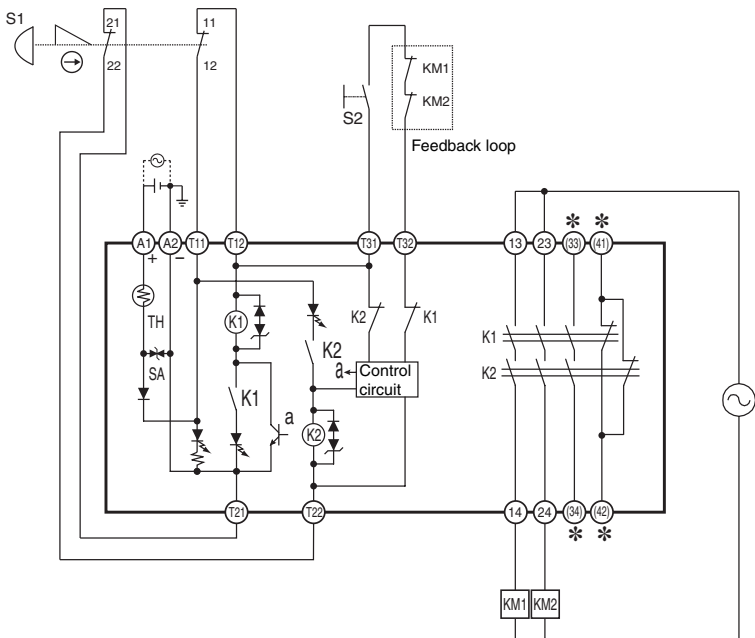 S1
21
22
11
12
S2
KM1
KM2
Feedback loop
A1
A2
T11
T12
T31
T32
13
23
(33)
(41)
✻
✻
+
−
TH
SA
K1
K1
a
K2
K2
K2
K1
a
Control
circuit
K1
K2
T21
T22
14
24
(34)
(42)
✻
✻
KM1
KM2